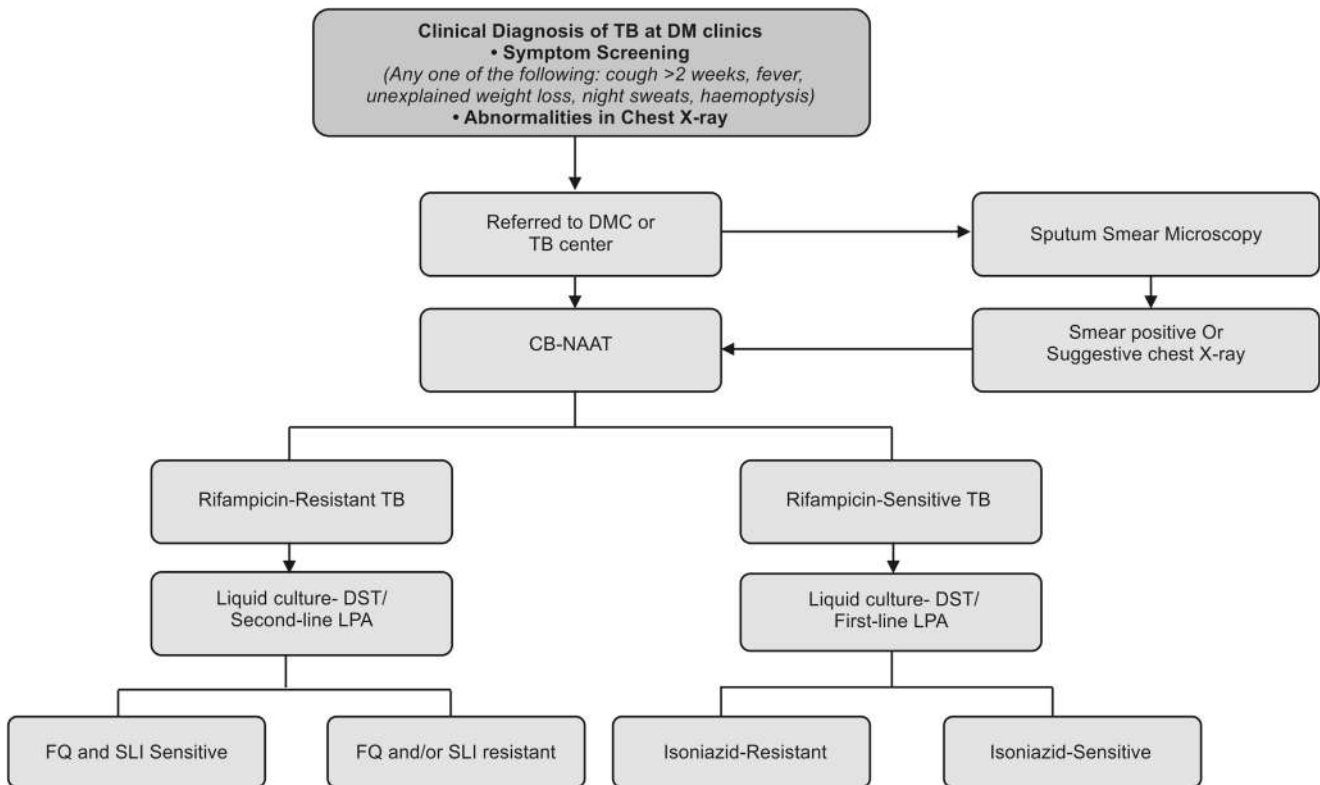 Clinical Diagnosis of TB at DM clinics
• Symptom Screening
(Any one of the following: cough >2 weeks, fever,
unexplained weight loss, night sweats, haemoptysis)
• Abnormalities in Chest X-ray
Referred to DMC or
TB center
Sputum Smear Microscopy
CB-NAAT
Smear positive Or
Suggestive chest X-ray
Rifampicin-Resistant TB
Rifampicin-Sensitive TB
Liquid culture- DST/
Second-line LPA
Liquid culture- DST/
First-line LPA
FQ and SLI Sensitive
FQ and/or SLI resistant
Isoniazid-Resistant
Isoniazid-Sensitive